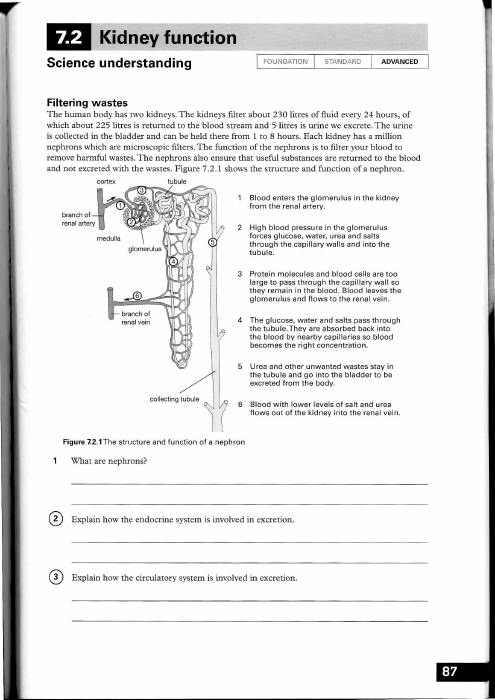 7.2 Kidney function
Science understanding
FOUNDATION STANDARD ADVANCED
Filtering wastes
The human body has two kidneys. The kidneys filter about 230 litres of fluid every 24 hours, of
which about 225 litres is returned to the blood stream and 5 litres is urine we excrete. The urine
is collected in the bladder and can be held there from 1 to 8 hours. Each kidney has a million
nephrons which are microscopic filters. The function of the nephrons is to filter your blood to
remove harmful wastes. The nephrons also ensure that useful substances are returned to the blood
and not excreted with the wastes. Figure 7.2.1 shows the structure and function of a nephron.
cortex
tubule
3
1
2
branch of
renal artery
medulla
glomerulus
4
5
6
branch of
renal vein
collecting tubule
1 Blood enters the glomerulus in the kidney
from the renal artery.
2 High blood pressure in the glomerulus
forces glucose, water, urea and salts
through the capillary walls and into the
tubule.
3 Protein molecules and blood cells are too
large to pass through the capillary wall so
they remain in the blood. Blood leaves the
glomerulus and flows to the renal vein.
4 The glucose, water and salts pass through
the tubule. They are absorbed back into
the blood by nearby capillaries so blood
becomes the right concentration.
5 Urea and other unwanted wastes stay in
the tubule and go into the bladder to be
excreted from the body.
6 Blood with lower levels of salt and urea
flows out of the kidney into the renal vein.
Figure 7.2.1 The structure and function of a nephron
1 What are nephrons?
2 Explain how the endocrine system is involved in excretion.
3 Explain how the circulatory system is involved in excretion.
87